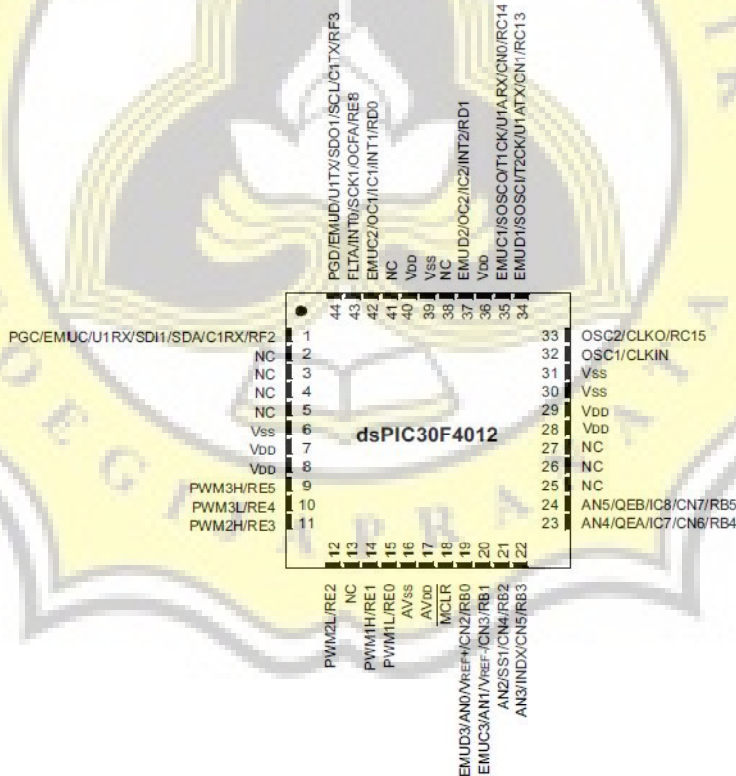 PGD/EMUD/U1TX/SDO1/SCL/C1TX/RF3
FLTA/INT0/SCK1/OCFA/RE8
EMUC2/OC1/IC1/INT1/RD0
NC
VDD
VSS
NC
EMUD2/OC2/IC2/INT2/RD1
VDD
EMUC1/SOSCO/T1CK/U1ARX/CN0/RC14
EMUD1/SOSCI/T2CK/U1ATX/CN1/RC13
44 43 42 41 40 39 38 37 36 35 34
PGC/EMUC/U1RX/SDI1/SDA/C1RX/RF2 1
NC 2
NC 3
NC 4
NC 5
VSS 6
VDD 7
VDD 8
PWM3H/RE5 9
PWM3L/RE4 10
PWM2H/RE3 11
dsPIC30F4012
33 OSC2/CLKO/RC15
32 OSC1/CLKIN
31 VSS
30 VSS
29 VDD
28 VDD
27 NC
26 NC
25 NC
24 AN5/QEB/IC8/CN7/RB5
23 AN4/QEA/IC7/CN6/RB4
12 13 14 15 16 17 18 19 20 21 22
PWM2L/RE2
NC
PWM1H/RE1
PWM1L/RE0
AVSS
AVDD
MCLR
EMUD3/AN0/VREF+/CN2/RB0
EMUC3/AN1/VREF-/CN3/RB1
AN2/SS1/CN4/RB2
AN3/INDX/CN5/RB3